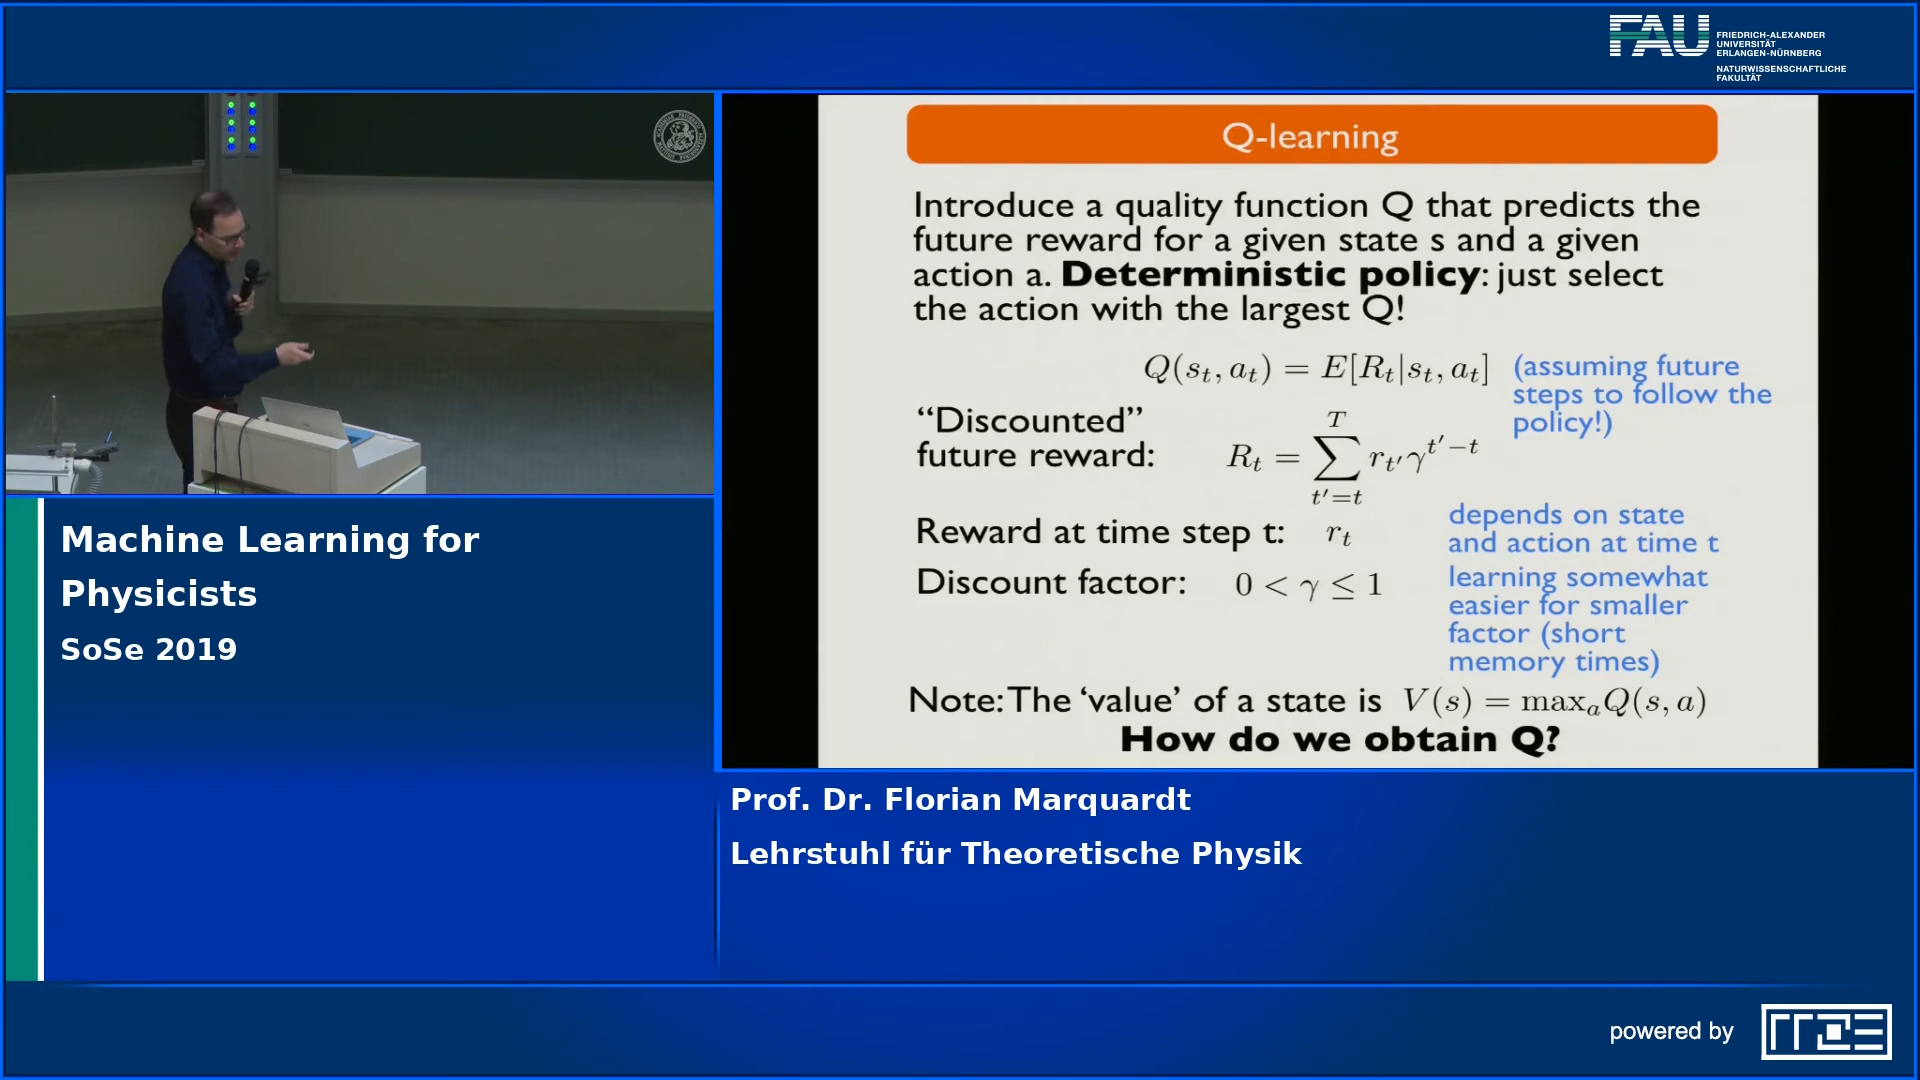 FAU
FRIEDRICH-ALEXANDER
UNIVERSITÄT
ERLANGEN-NÜRNBERG
NATURWISSENSCHAFTLICHE
FAKULTÄT
Q-learning
Introduce a quality function Q that predicts the
future reward for a given state s and a given
action a. Deterministic policy: just select
the action with the largest Q!
Q(s_t, a_t) = E[R_t|s_t, a_t]
(assuming future
steps to follow the
policy!)
“Discounted”
future reward:
R_t = \sum_{t'=t}^{T} r_{t'} γ^{t'-t}
Reward at time step t: r_t
depends on state
and action at time t
Discount factor: 0 < γ ≤ 1
learning somewhat
easier for smaller
factor (short
memory times)
Note: The ‘value’ of a state is V(s) = max_a Q(s, a)
How do we obtain Q?
Machine Learning for
Physicists
SoSe 2019
Prof. Dr. Florian Marquardt
Lehrstuhl für Theoretische Physik
powered by